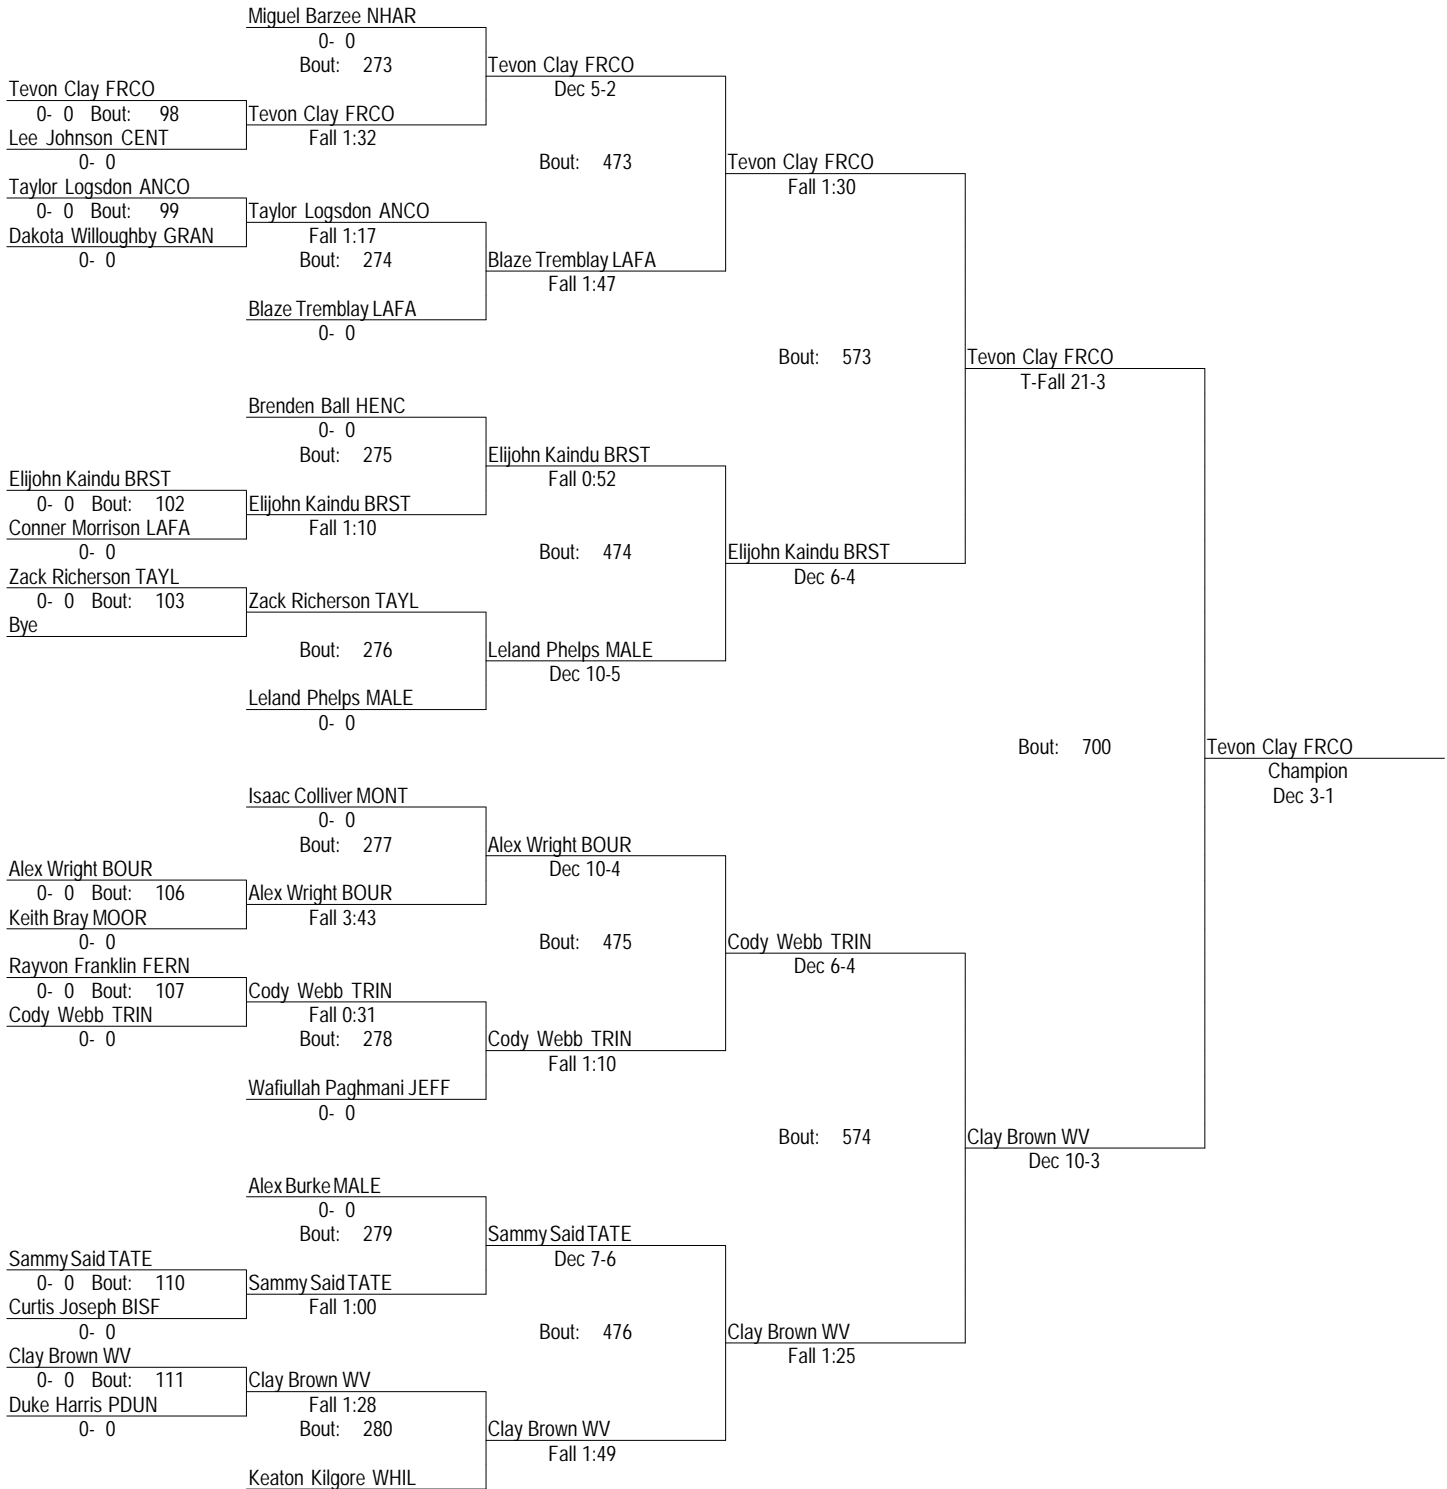 Miguel Barzee NHAR
0- 0
Bout: 273
Tevon Clay FRCO
Dec 5-2
Tevon Clay FRCO
0- 0 Bout: 98
Tevon Clay FRCO
Fall 1:32
Lee Johnson CENT
0- 0
Bout: 473
Tevon Clay FRCO
Fall 1:30
Taylor Logsdon ANCO
0- 0 Bout: 99
Taylor Logsdon ANCO
Fall 1:17
Dakota Willoughby GRAN
0- 0
Bout: 274
Blaze Tremblay LAFA
Fall 1:47
Blaze Tremblay LAFA
0- 0
Bout: 573
Tevon Clay FRCO
T-Fall 21-3
Brenden Ball HENC
0- 0
Bout: 275
Elijohn Kaindu BRST
Fall 0:52
Elijohn Kaindu BRST
0- 0 Bout: 102
Elijohn Kaindu BRST
Fall 1:10
Conner Morrison LAFA
0- 0
Bout: 474
Elijohn Kaindu BRST
Dec 6-4
Zack Richerson TAYL
0- 0 Bout: 103
Zack Richerson TAYL
Bye
Bout: 276
Leland Phelps MALE
Dec 10-5
Leland Phelps MALE
0- 0
Bout: 700
Tevon Clay FRCO
Champion
Dec 3-1
Isaac Colliver MONT
0- 0
Bout: 277
Alex Wright BOUR
Dec 10-4
Alex Wright BOUR
0- 0 Bout: 106
Alex Wright BOUR
Fall 3:43
Keith Bray MOOR
0- 0
Bout: 475
Cody Webb TRIN
Dec 6-4
Rayvon Franklin FERN
0- 0 Bout: 107
Cody Webb TRIN
Fall 0:31
Cody Webb TRIN
0- 0
Bout: 278
Cody Webb TRIN
Fall 1:10
Wafiullah Paghmani JEFF
0- 0
Bout: 574
Clay Brown WV
Dec 10-3
Alex Burke MALE
0- 0
Bout: 279
Sammy Said TATE
Dec 7-6
Sammy Said TATE
0- 0 Bout: 110
Sammy Said TATE
Fall 1:00
Curtis Joseph BISF
0- 0
Bout: 476
Clay Brown WV
Fall 1:25
Clay Brown WV
0- 0 Bout: 111
Clay Brown WV
Fall 1:28
Duke Harris PDUN
0- 0
Bout: 280
Clay Brown WV
Fall 1:49
Keaton Kilgore WHIL